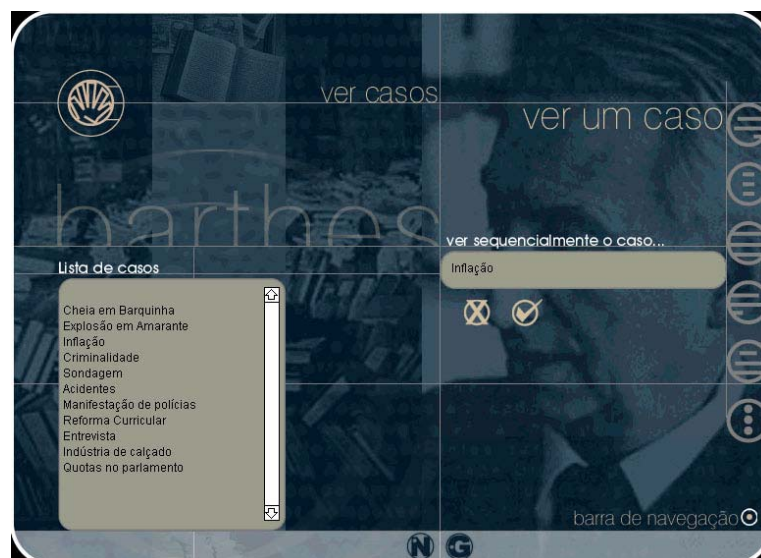 ver casos
ver um caso
barthes
ver sequencialmente o caso...
Inflação
Lista de casos
Cheia em Barquinha
Explosão em Amarante
Inflação
Criminalidade
Sondagem
Acidentes
Manifestação de polícias
Reforma Curricular
Entrevista
Indústria de calçado
Quotas no parlamento
barra de navegação
N G